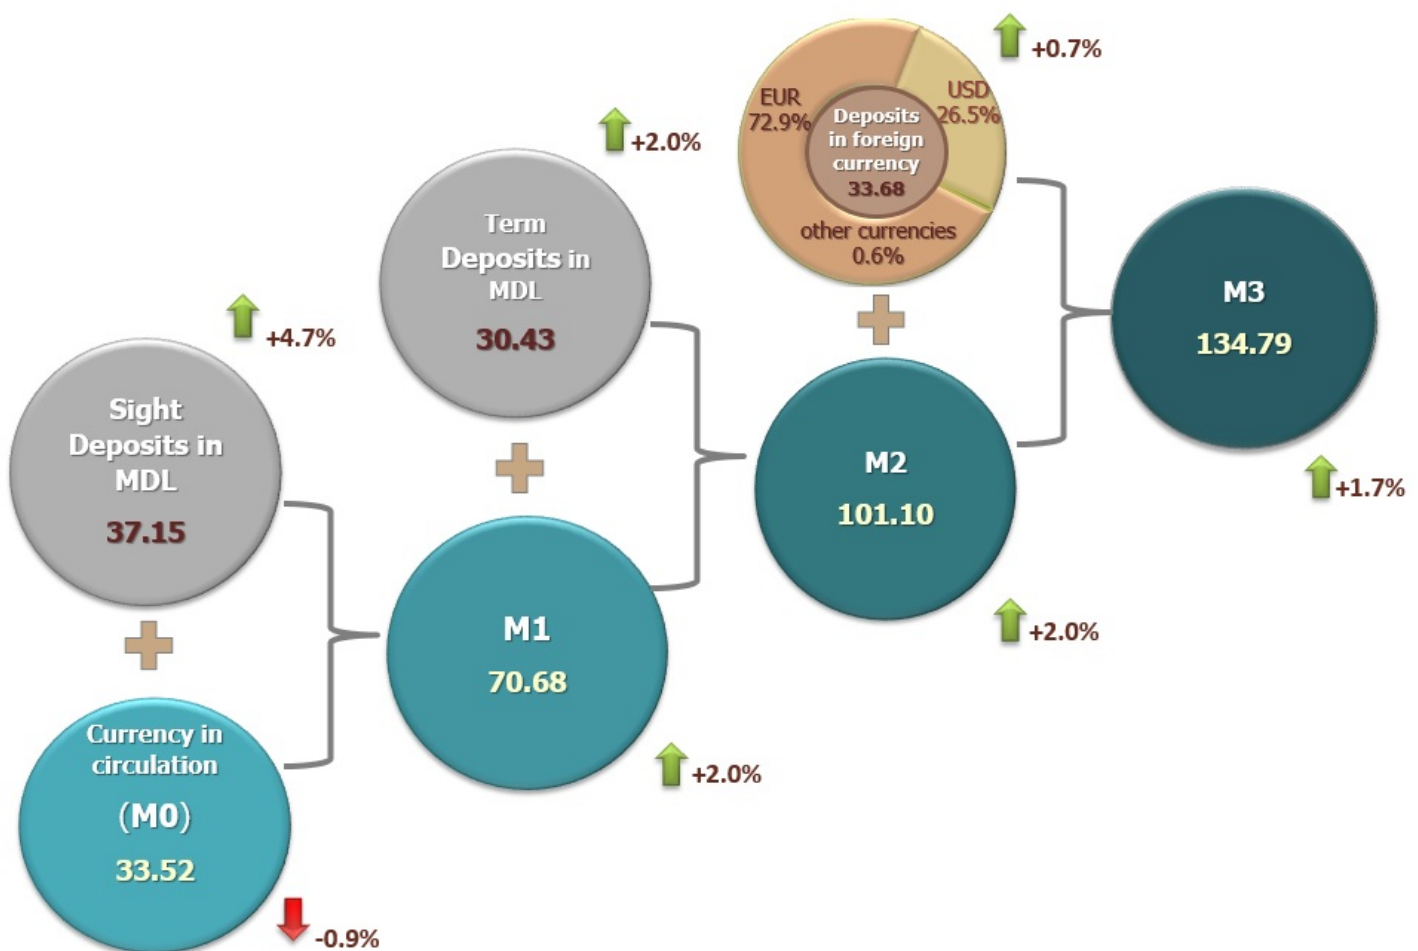 +0.7%
EUR
72.9%
USD
26.5%
Deposits
in foreign
currency
33.68
other currencies
0.6%
+2.0%
Term
Deposits in
MDL
30.43
M3
134.79
+1.7%
+4.7%
Sight
Deposits in
MDL
37.15
M2
101.10
+2.0%
M1
70.68
+2.0%
Currency in
circulation
(M0)
33.52
-0.9%